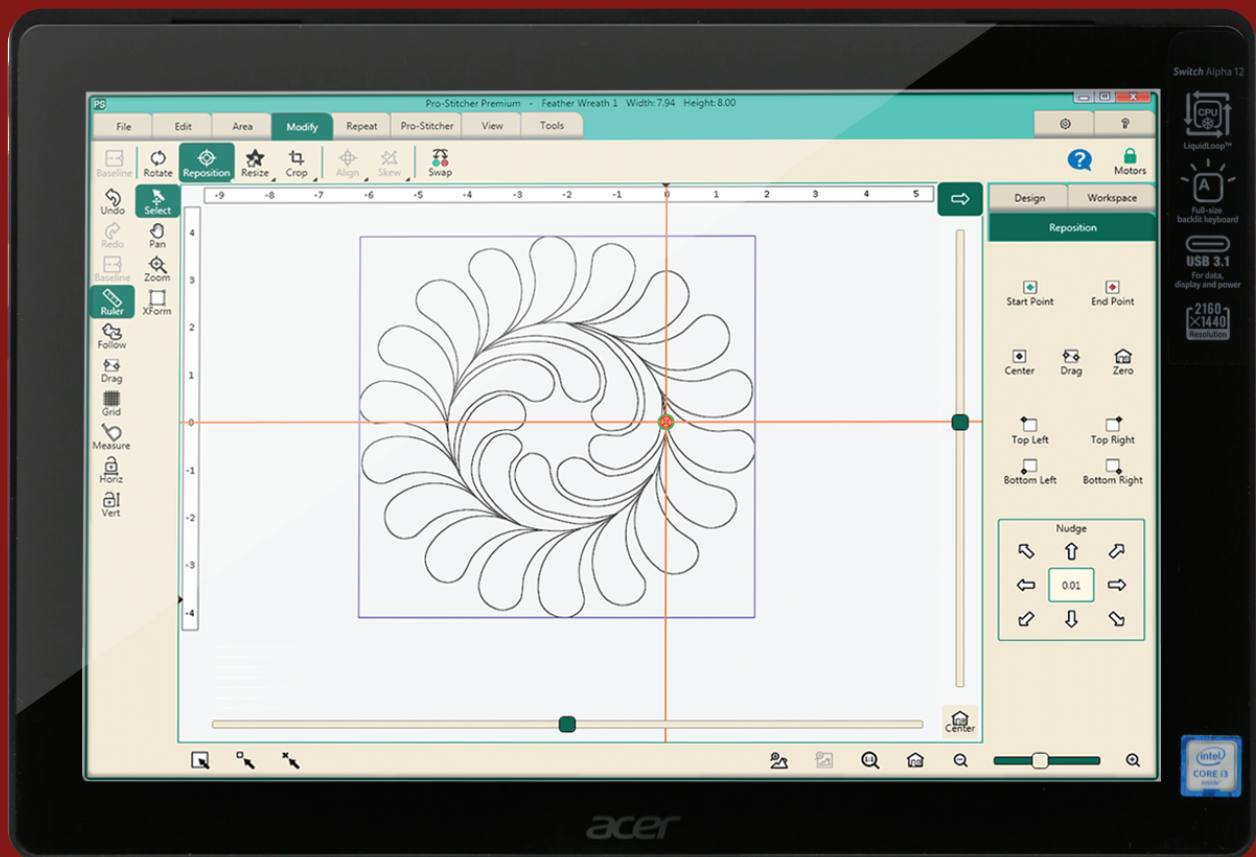 PS
Pro-Stitcher Premium - Feather Wreath 1 Width: 7.94 Height: 8.00
File Edit Area Modify Repeat Pro-Stitcher View Tools
Baseline Rotate Reposition Resize Crop Align Skew Swap
? Motors
Undo Select
-9 -8 -7 -6 -5 -4 -3 -2 -1 0 1 2 3 4 5
Redo Pan
Baseline Zoom
Ruler XForm
Follow
Drag
Grid
Measure
Horiz
Vert
4
3
2
1
0
-1
-2
-3
-4
Center
1:1
Design Workspace
Reposition
Start Point End Point
Center Drag Zero
Top Left Top Right
Bottom Left Bottom Right
Nudge
0.01
Switch Alpha 12
CPU
LiquidLoop™
A
Full-size
backlit keyboard
USB 3.1
For data,
display and power
2160
×1440
Resolution
intel
CORE i3
inside™
acer